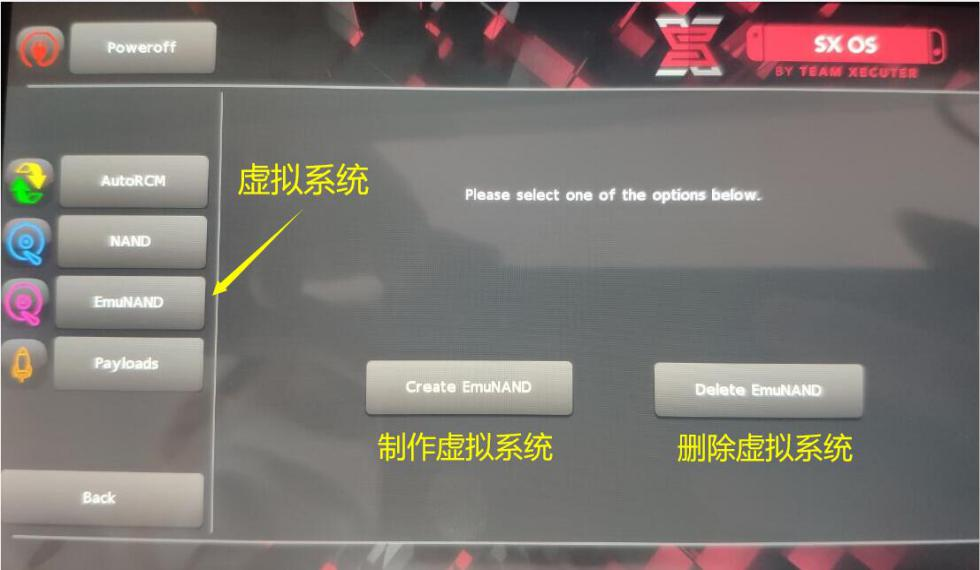 Poweroff
SX OS
BY TEAM XECUTER
AutoRCM
虚拟系统
Please select one of the options below.
NAND
EmuNAND
Payloads
Create EmuNAND
Delete EmuNAND
制作虚拟系统
删除虚拟系统
Back